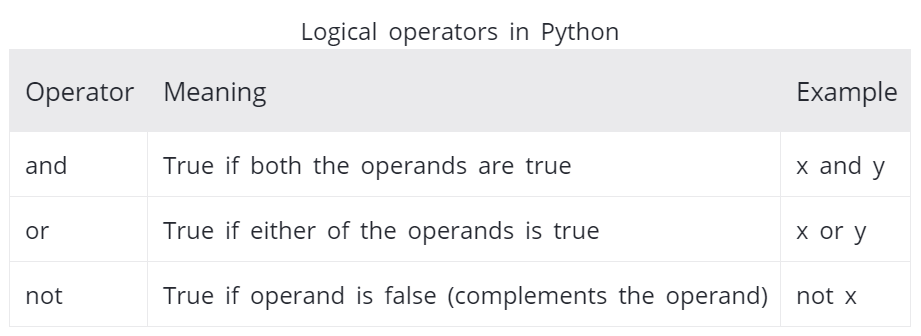 Logical operators in Python
Operator Meaning Example
and True if both the operands are true x and y
or True if either of the operands is true x or y
not True if operand is false (complements the operand) not x